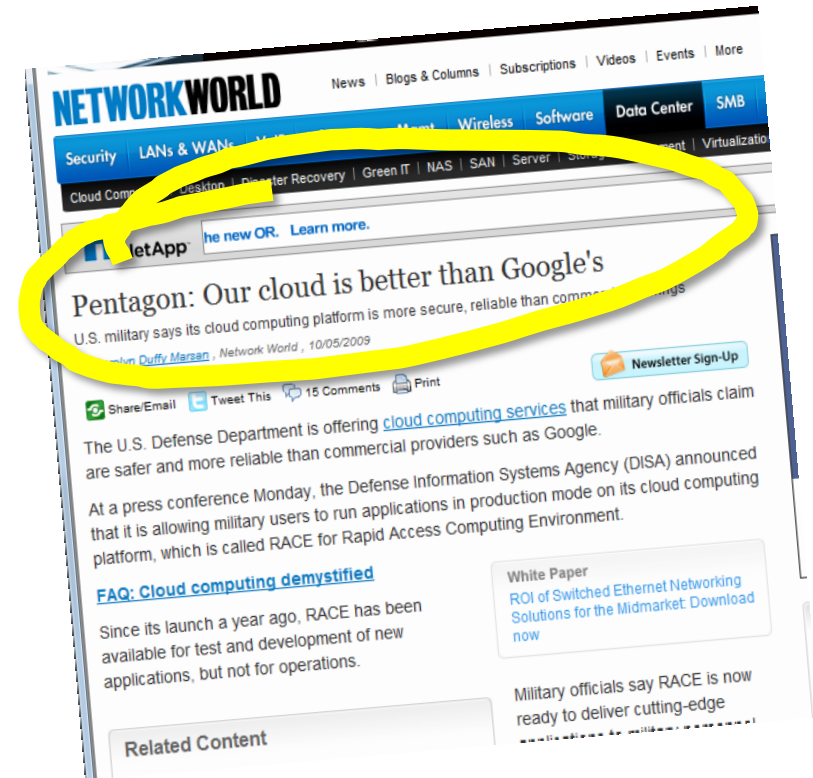 NETWORKWORLD
News | Blogs & Columns | Subscriptions | Videos | Events | More
Security LANs & WANs Mgmt Wireless Software Data Center SMB
Cloud Desktop | Disaster Recovery | Green IT | NAS | SAN | Server | Virtualization
NetApp he new OR. Learn more.
Pentagon: Our cloud is better than Google's
U.S. military says its cloud computing platform is more secure, reliable than
Duffy Marsan , Network World , 10/05/2009
Newsletter Sign-Up
Share/Email Tweet This 15 Comments Print
The U.S. Defense Department is offering cloud computing services that military officials claim
are safer and more reliable than commercial providers such as Google.
At a press conference Monday, the Defense Information Systems Agency (DISA) announced
that it is allowing military users to run applications in production mode on its cloud computing
platform, which is called RACE for Rapid Access Computing Environment.
FAQ: Cloud computing demystified
Since its launch a year ago, RACE has been
available for test and development of new
applications, but not for operations.
White Paper
ROI of Switched Ethernet Networking
Solutions for the Midmarket: Download
now
Military officials say RACE is now
ready to deliver cutting-edge
Related Content